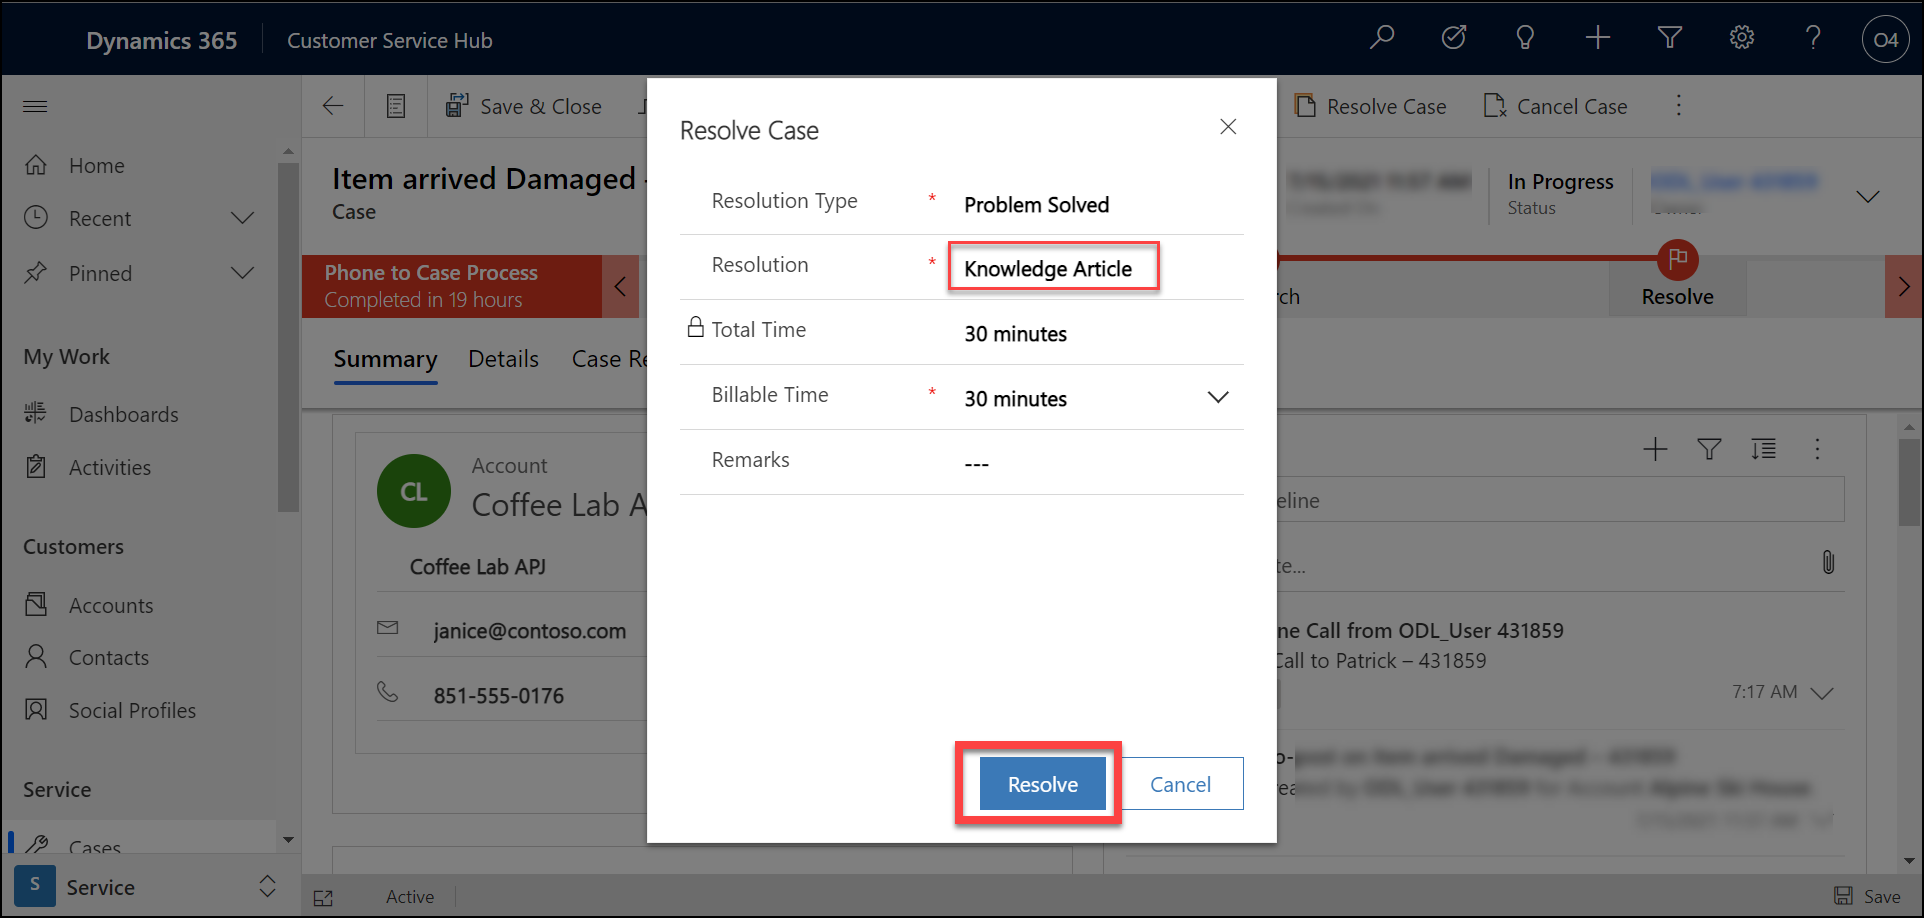 Dynamics 365
Customer Service Hub
O4
Save & Close
Resolve Case
Cancel Case
Home
Recent
Pinned
My Work
Dashboards
Activities
Customers
Accounts
Contacts
Social Profiles
Service
Cases
S
Service
Item arrived Damaged -
Case
In Progress
Status
Phone to Case Process
Completed in 19 hours
rch
Resolve
Summary
Details
Case Re
CL
Account
Coffee Lab A
Coffee Lab APJ
janice@contoso.com
851-555-0176
Resolve Case
Resolution Type
*
Problem Solved
Resolution
*
Knowledge Article
Total Time
30 minutes
Billable Time
*
30 minutes
Remarks
---
Resolve
Cancel
eline
te...
ne Call from ODL_User 431859
Call to Patrick – 431859
7:17 AM
Active
Save